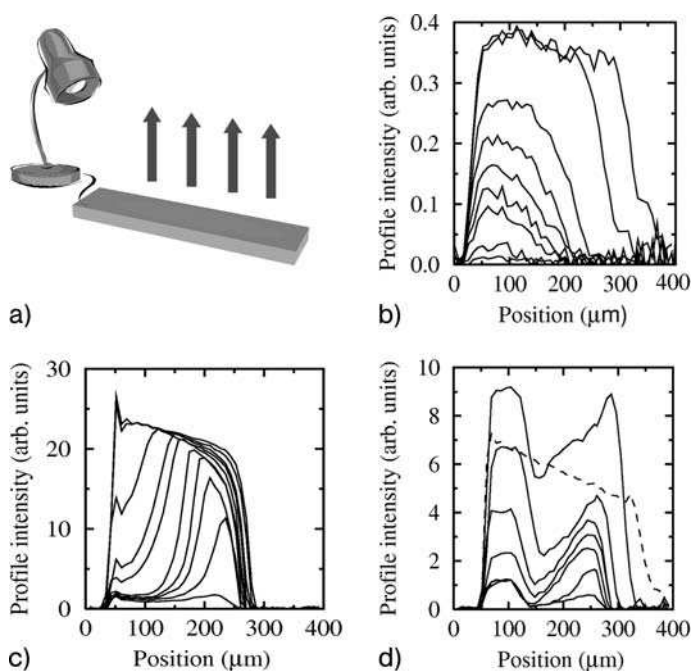 a)
b)
Profile intensity (arb. units)
0.4
0.3
0.2
0.1
0.0
0 100 200 300 400
Position (μm)
c)
Profile intensity (arb. units)
30
20
10
0
0 100 200 300 400
Position (μm)
d)
Profile intensity (arb. units)
10
8
6
4
2
0
0 100 200 300 400
Position (μm)